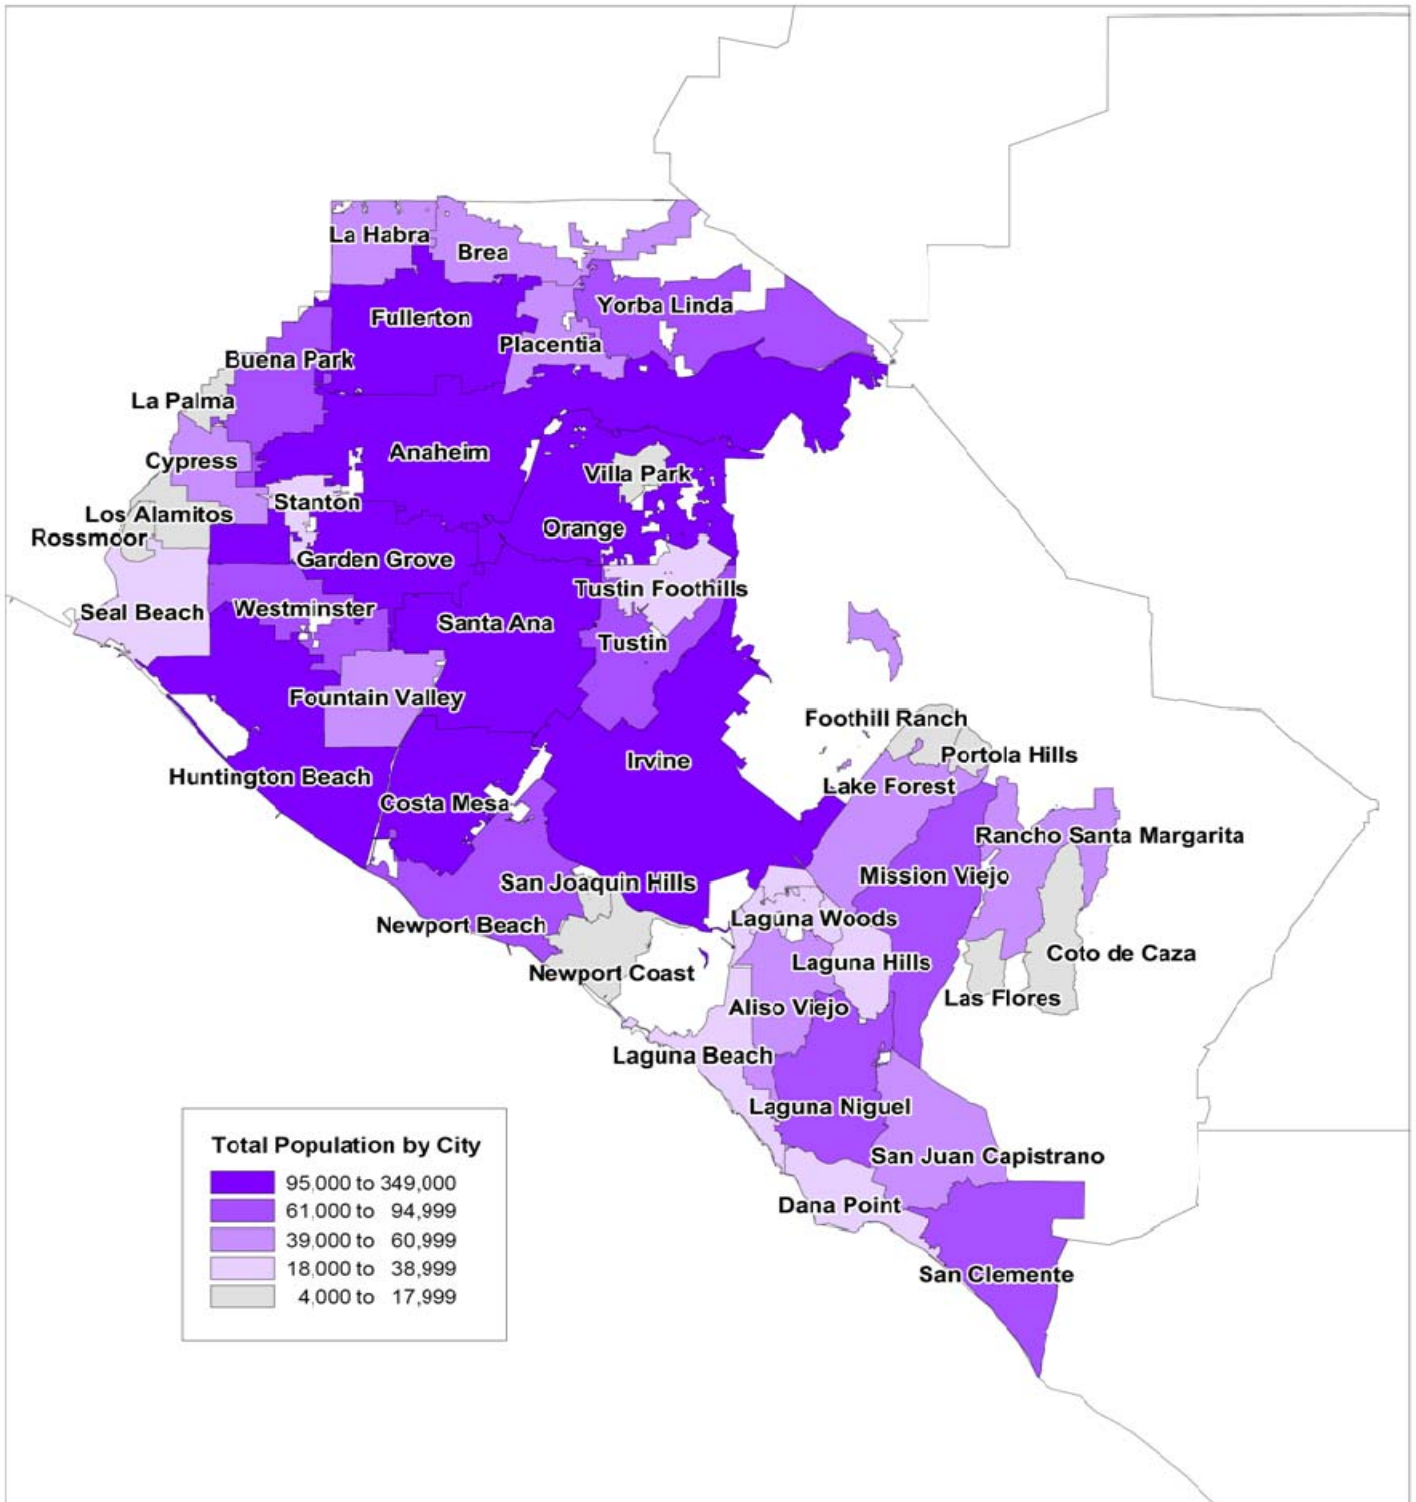 La Habra
Brea
Yorba Linda
Fullerton
Placentia
Buena Park
La Palma
Anaheim
Cypress
Villa Park
Stanton
Los Alamitos
Orange
Rossmoor
Garden Grove
Tustin Foothills
Seal Beach
Westminster
Santa Ana
Tustin
Fountain Valley
Foothill Ranch
Portola Hills
Irvine
Huntington Beach
Lake Forest
Costa Mesa
Rancho Santa Margarita
Mission Viejo
San Joaquin Hills
Laguna Woods
Newport Beach
Coto de Caza
Laguna Hills
Newport Coast
Las Flores
Aliso Viejo
Laguna Beach
Laguna Niguel
San Juan Capistrano
Dana Point
San Clemente
Total Population by City
95,000 to 349,000
61,000 to 94,999
39,000 to 60,999
18,000 to 38,999
4,000 to 17,999